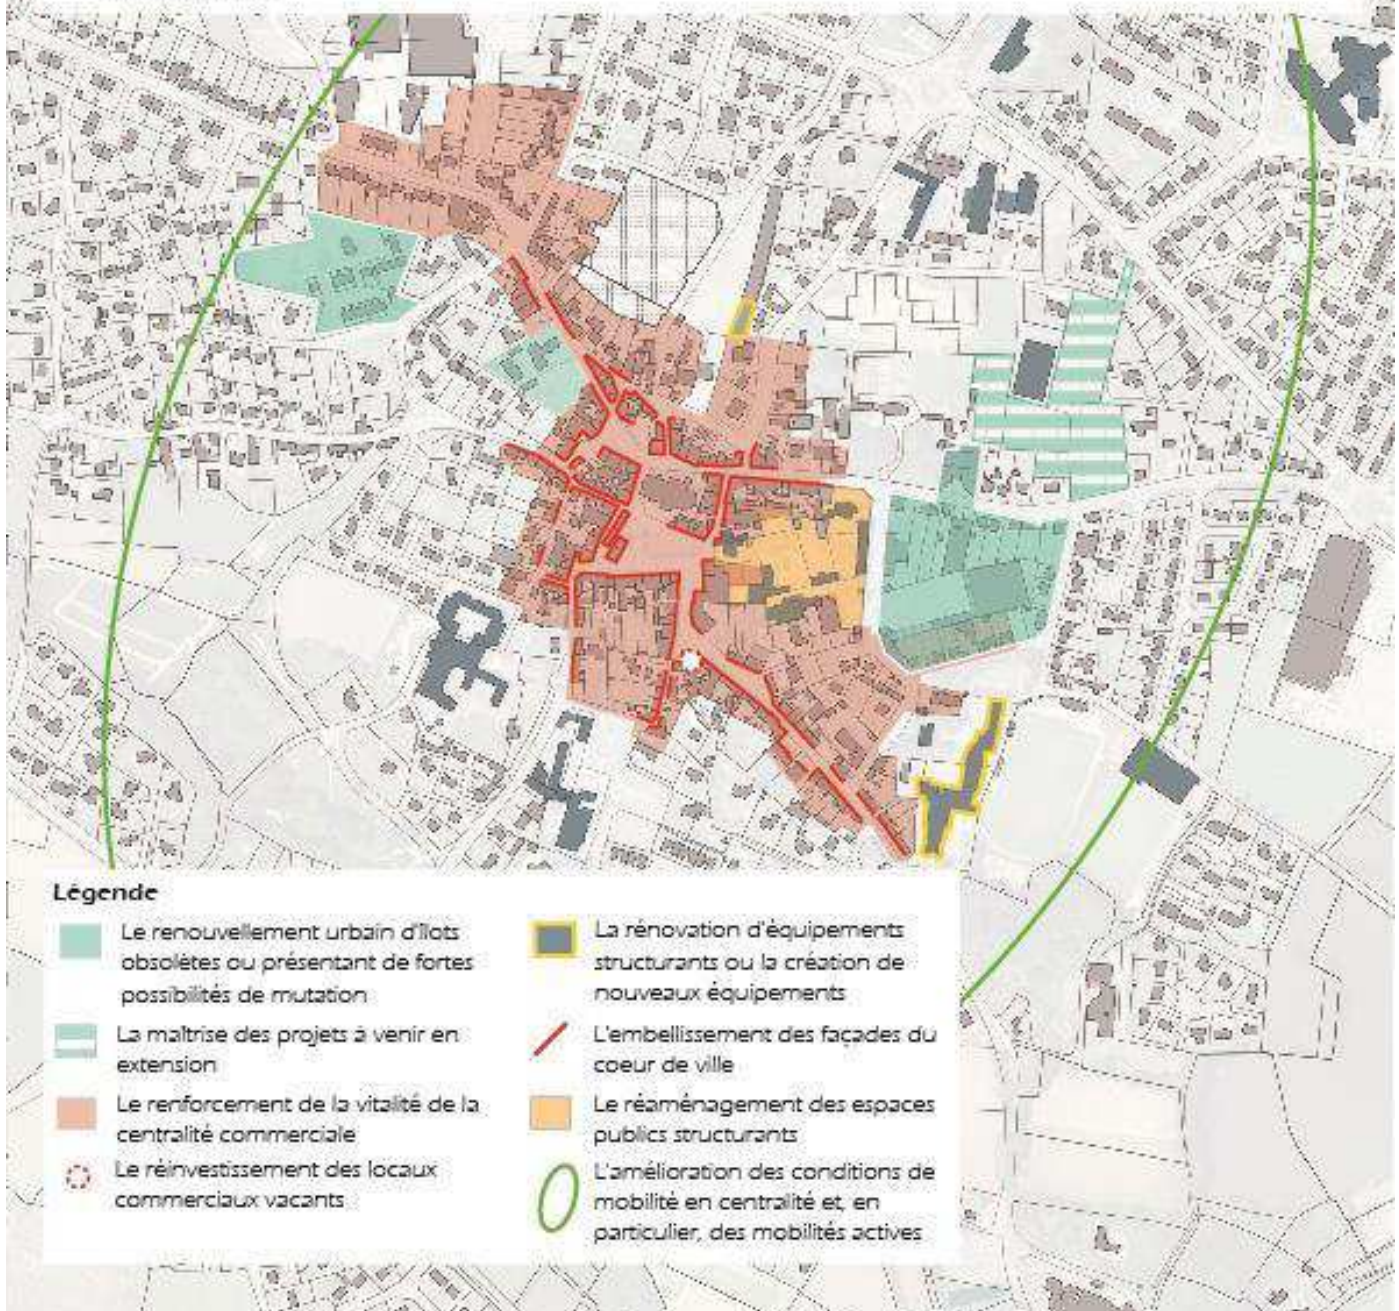 Légende
Le renouvellement urbain d'îlots
obsolètes ou présentant de fortes
possibilités de mutation
La maîtrise des projets à venir en
extension
Le renforcement de la vitalité de la
centralité commerciale
Le réinvestissement des locaux
commerciaux vacants
La rénovation d'équipements
structurants ou la création de
nouveaux équipements
L'embellissement des façades du
coeur de ville
Le réaménagement des espaces
publics structurants
L'amélioration des conditions de
mobilité en centralité et, en
particulier, des mobilités actives